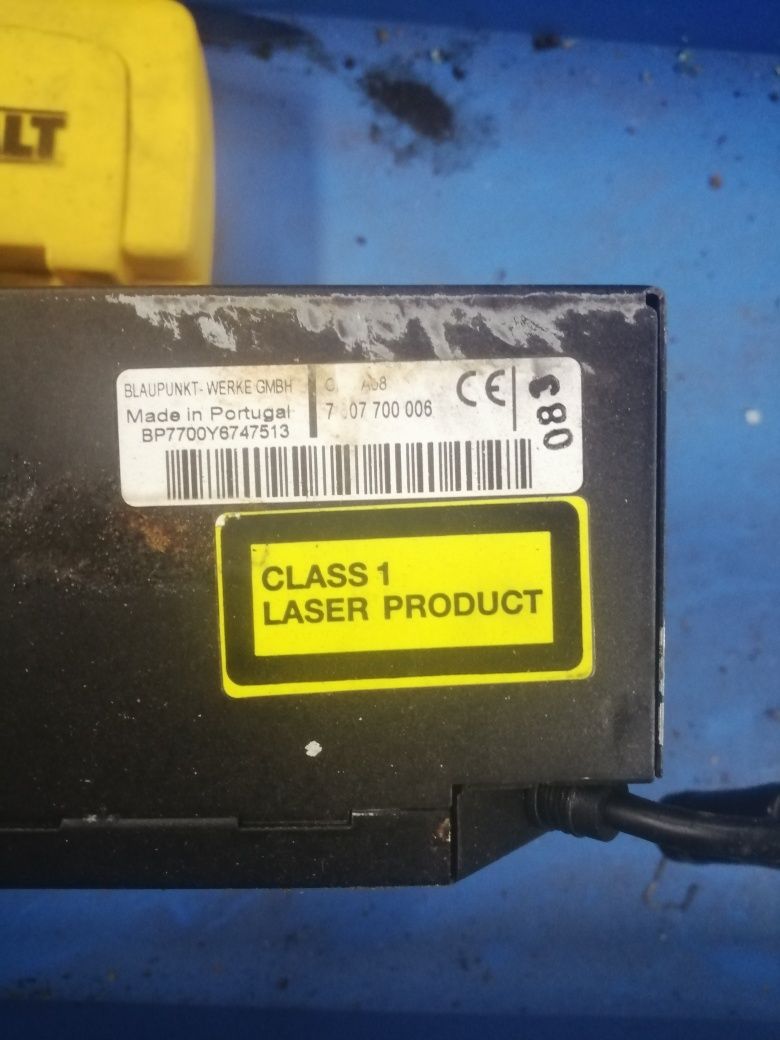 BLAUPUNKT-WERKE GMBH
Made in Portugal
BP7700Y6747513
700 006
CE
083
CLASS 1
LASER PRODUCT